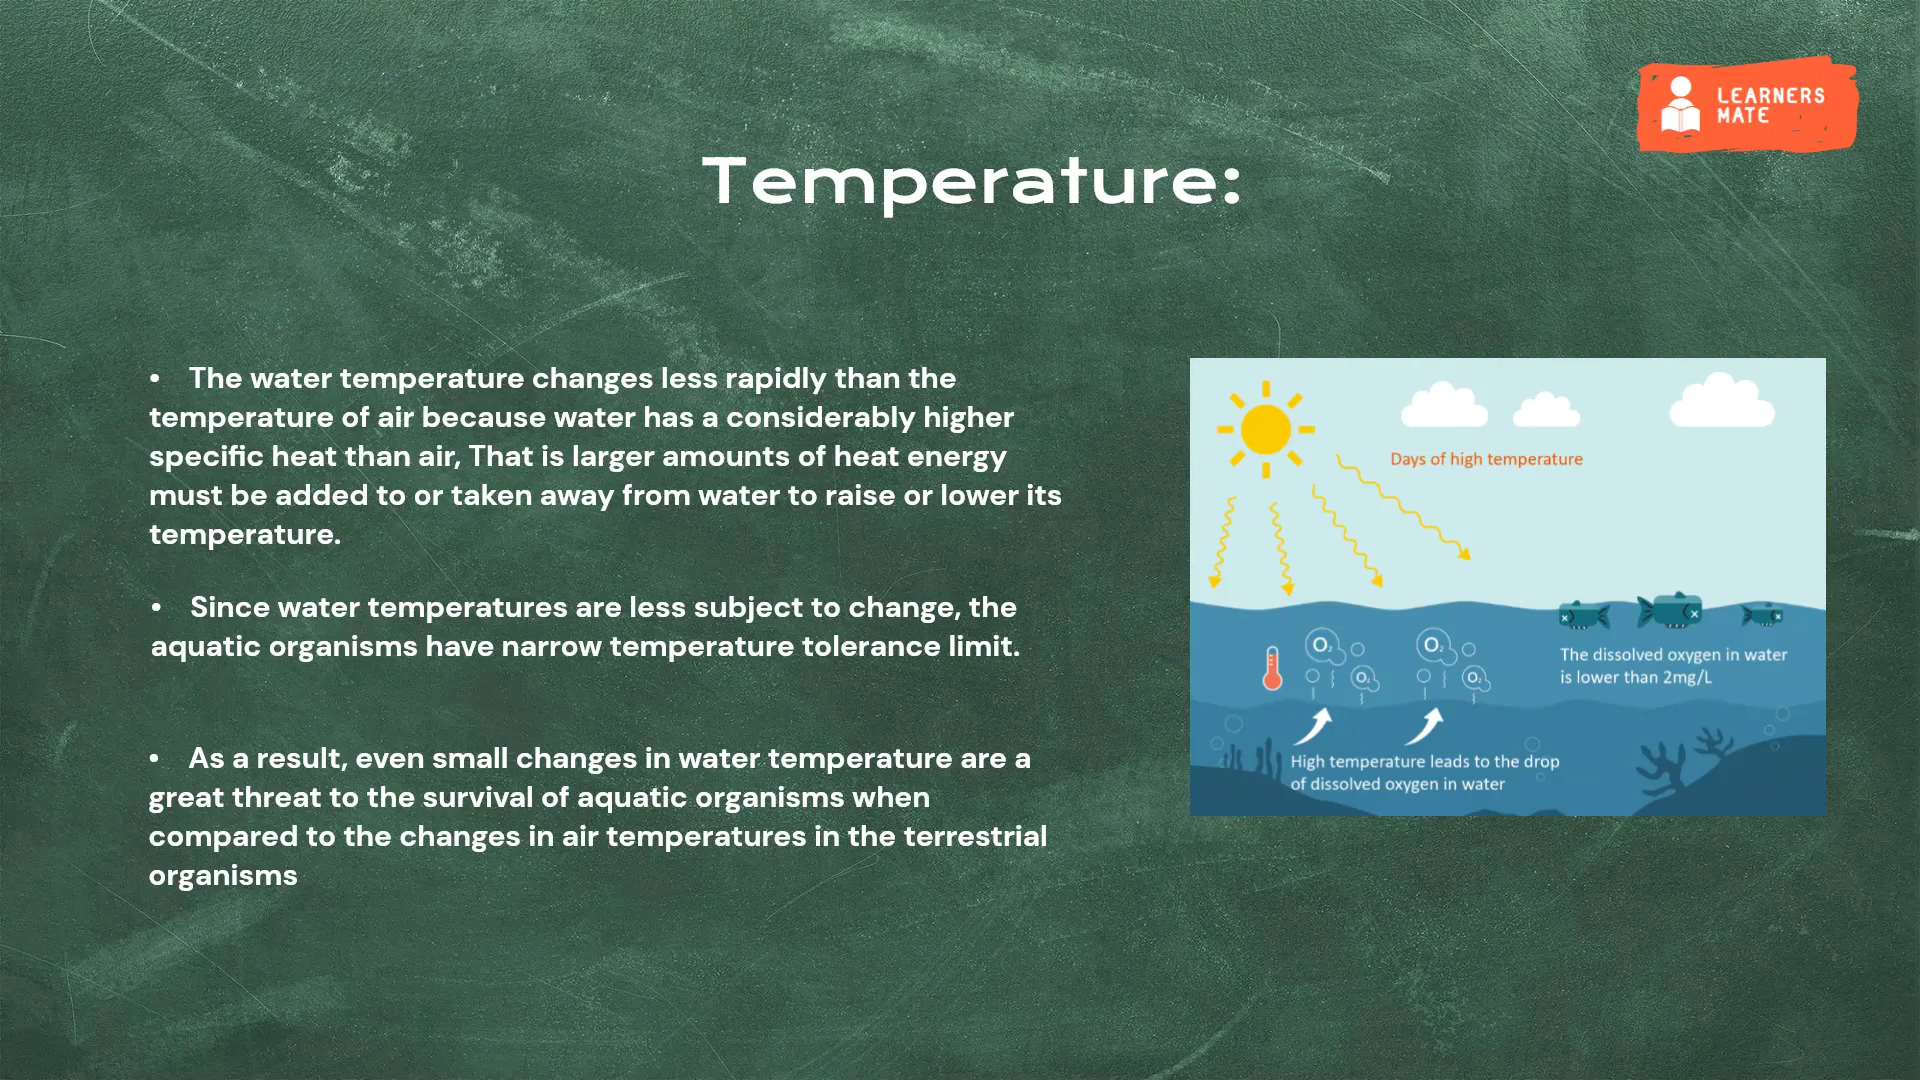 LEARNERS
MATE
Temperature:
• The water temperature changes less rapidly than the
temperature of air because water has a considerably higher
specific heat than air, That is larger amounts of heat energy
must be added to or taken away from water to raise or lower its
temperature.
• Since water temperatures are less subject to change, the
aquatic organisms have narrow temperature tolerance limit.
• As a result, even small changes in water temperature are a
great threat to the survival of aquatic organisms when
compared to the changes in air temperatures in the terrestrial
organisms
Days of high temperature
O₂
O₂
O₂
O₂
The dissolved oxygen in water
is lower than 2mg/L
High temperature leads to the drop
of dissolved oxygen in water